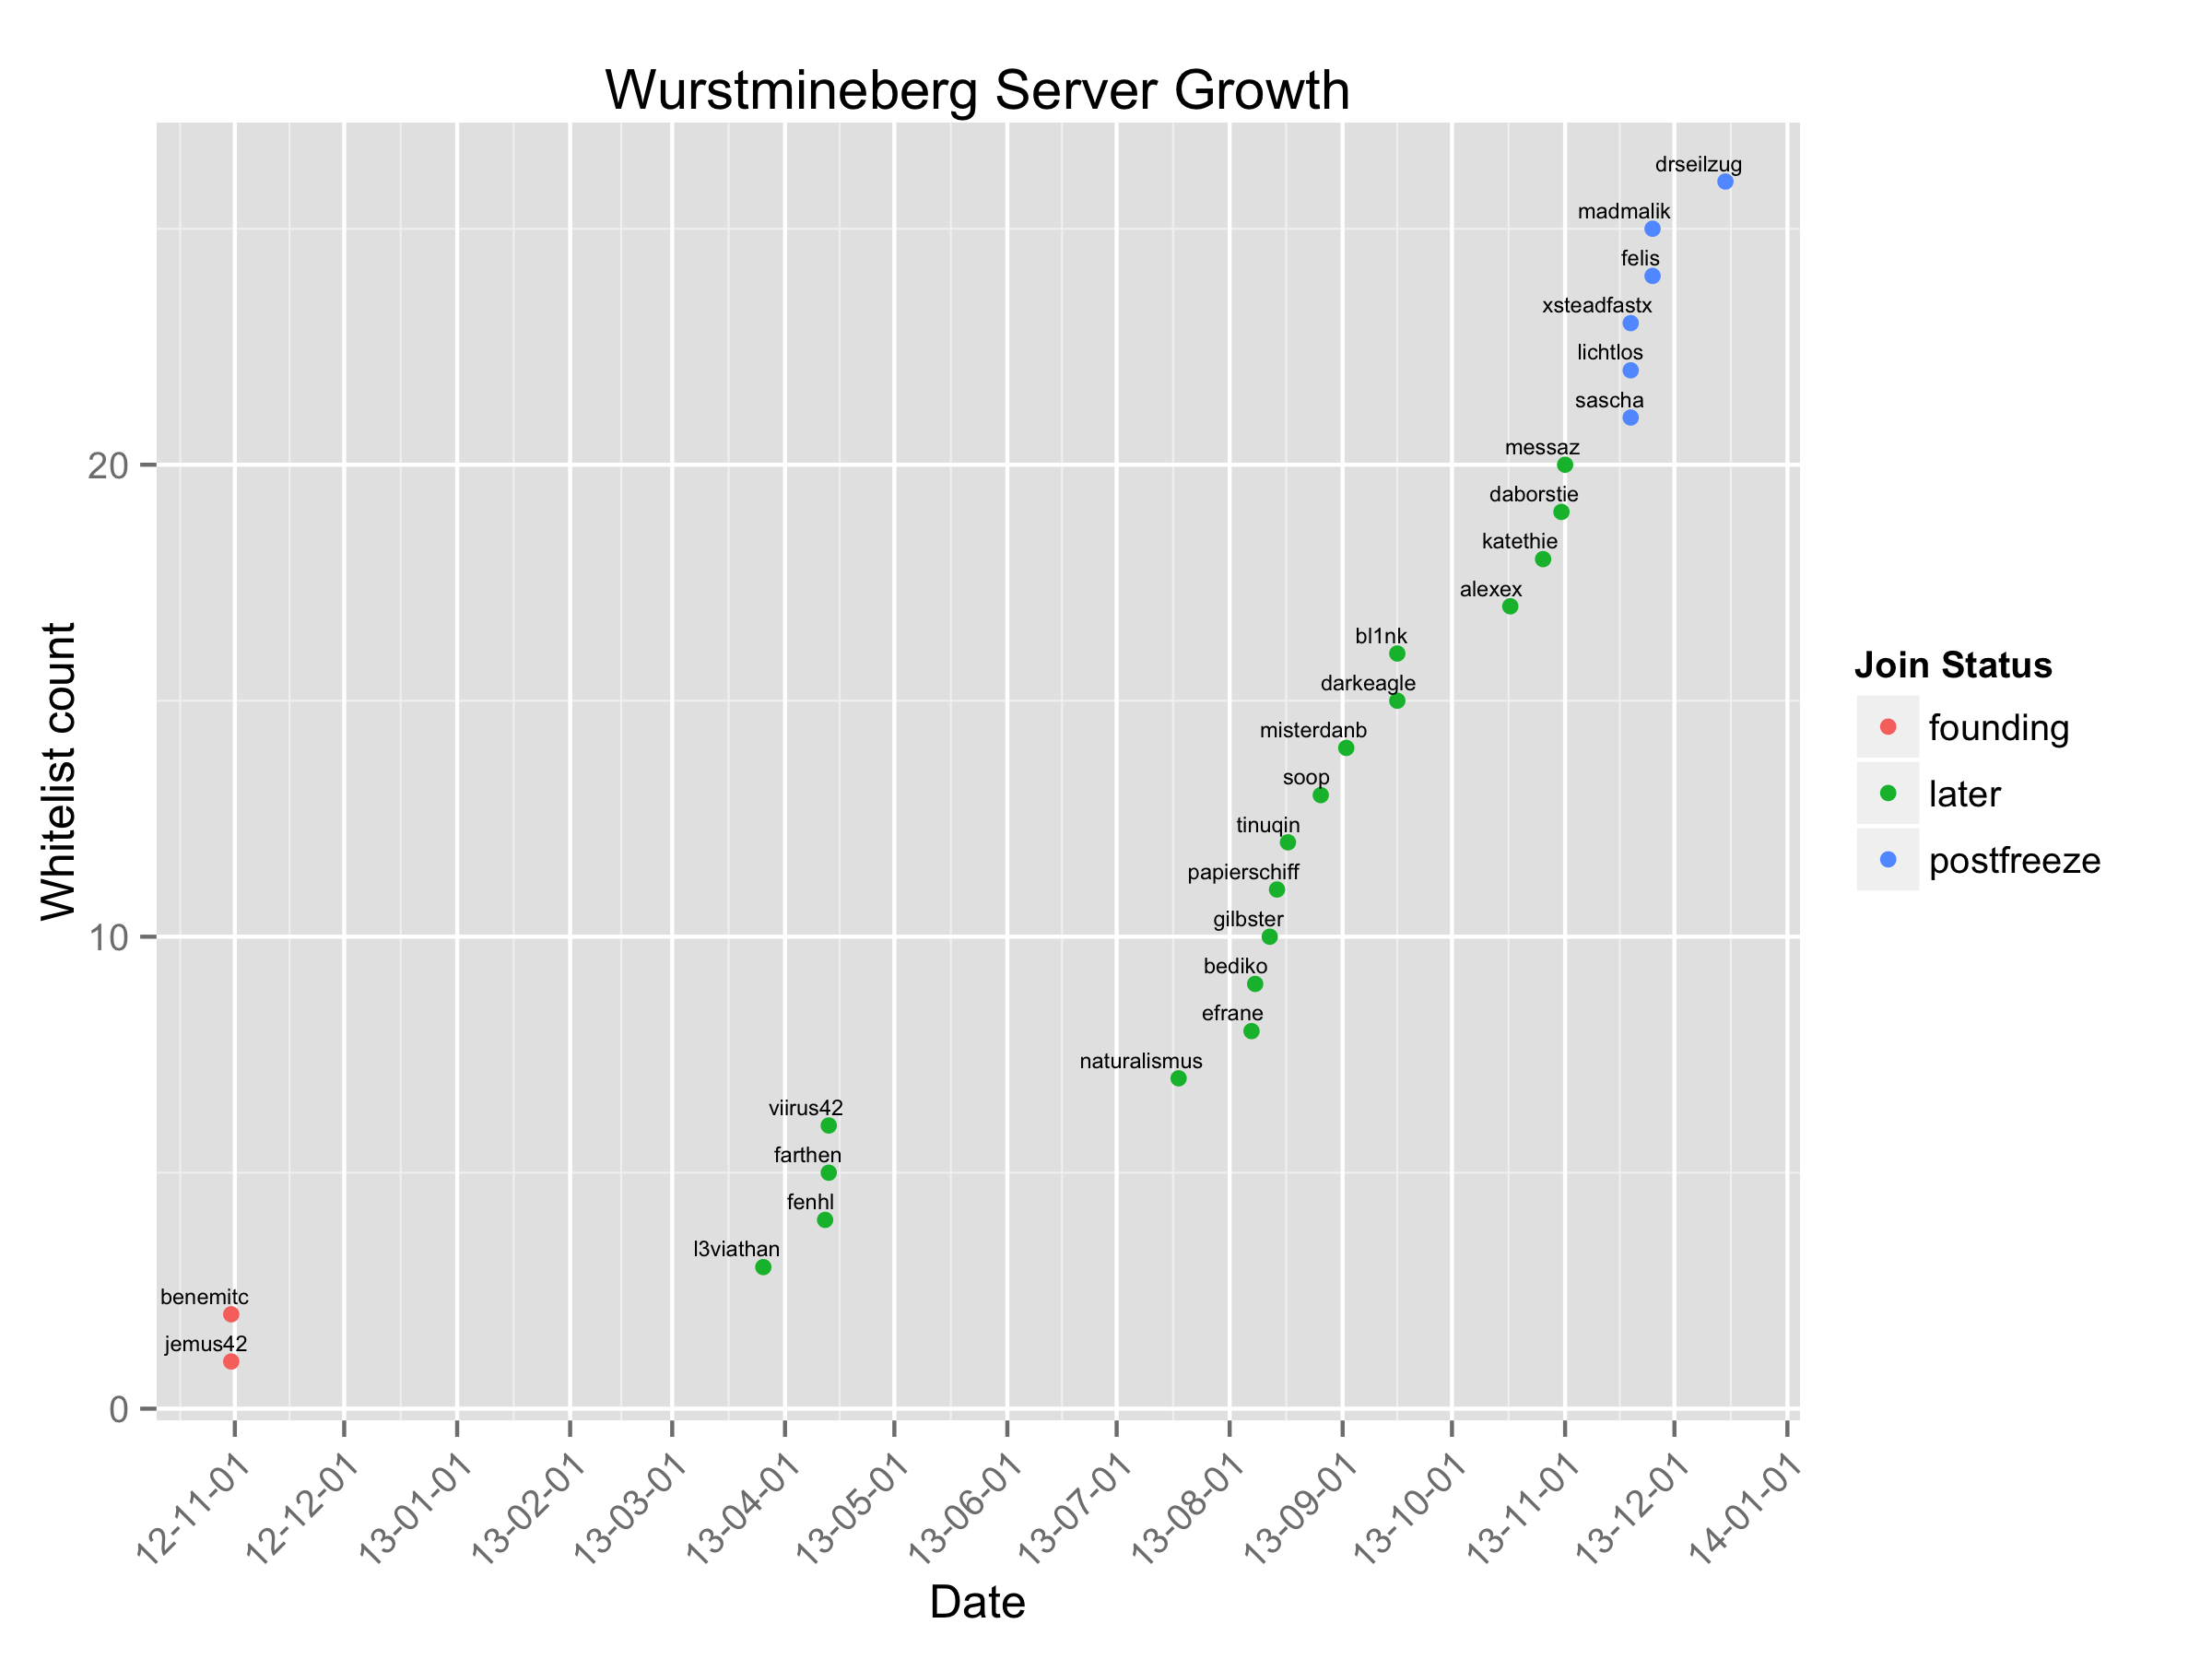 Wurstmineberg Server Growth
drseilzug
madmalik
felis
xsteadfastx
lichtlos
sascha
messaz
daborstie
katethie
alexex
bl1nk
darkeagle
misterdanb
soop
tinuqin
papierschiff
gilbster
bediko
efrane
naturalismus
viirus42
farthen
fenhl
l3viathan
benemitc
jemus42
20
10
0
Whitelist count
12-11-01
12-12-01
13-01-01
13-02-01
13-03-01
13-04-01
13-05-01
13-06-01
13-07-01
13-08-01
13-09-01
13-10-01
13-11-01
13-12-01
14-01-01
Date
Join Status
founding
later
postfreeze